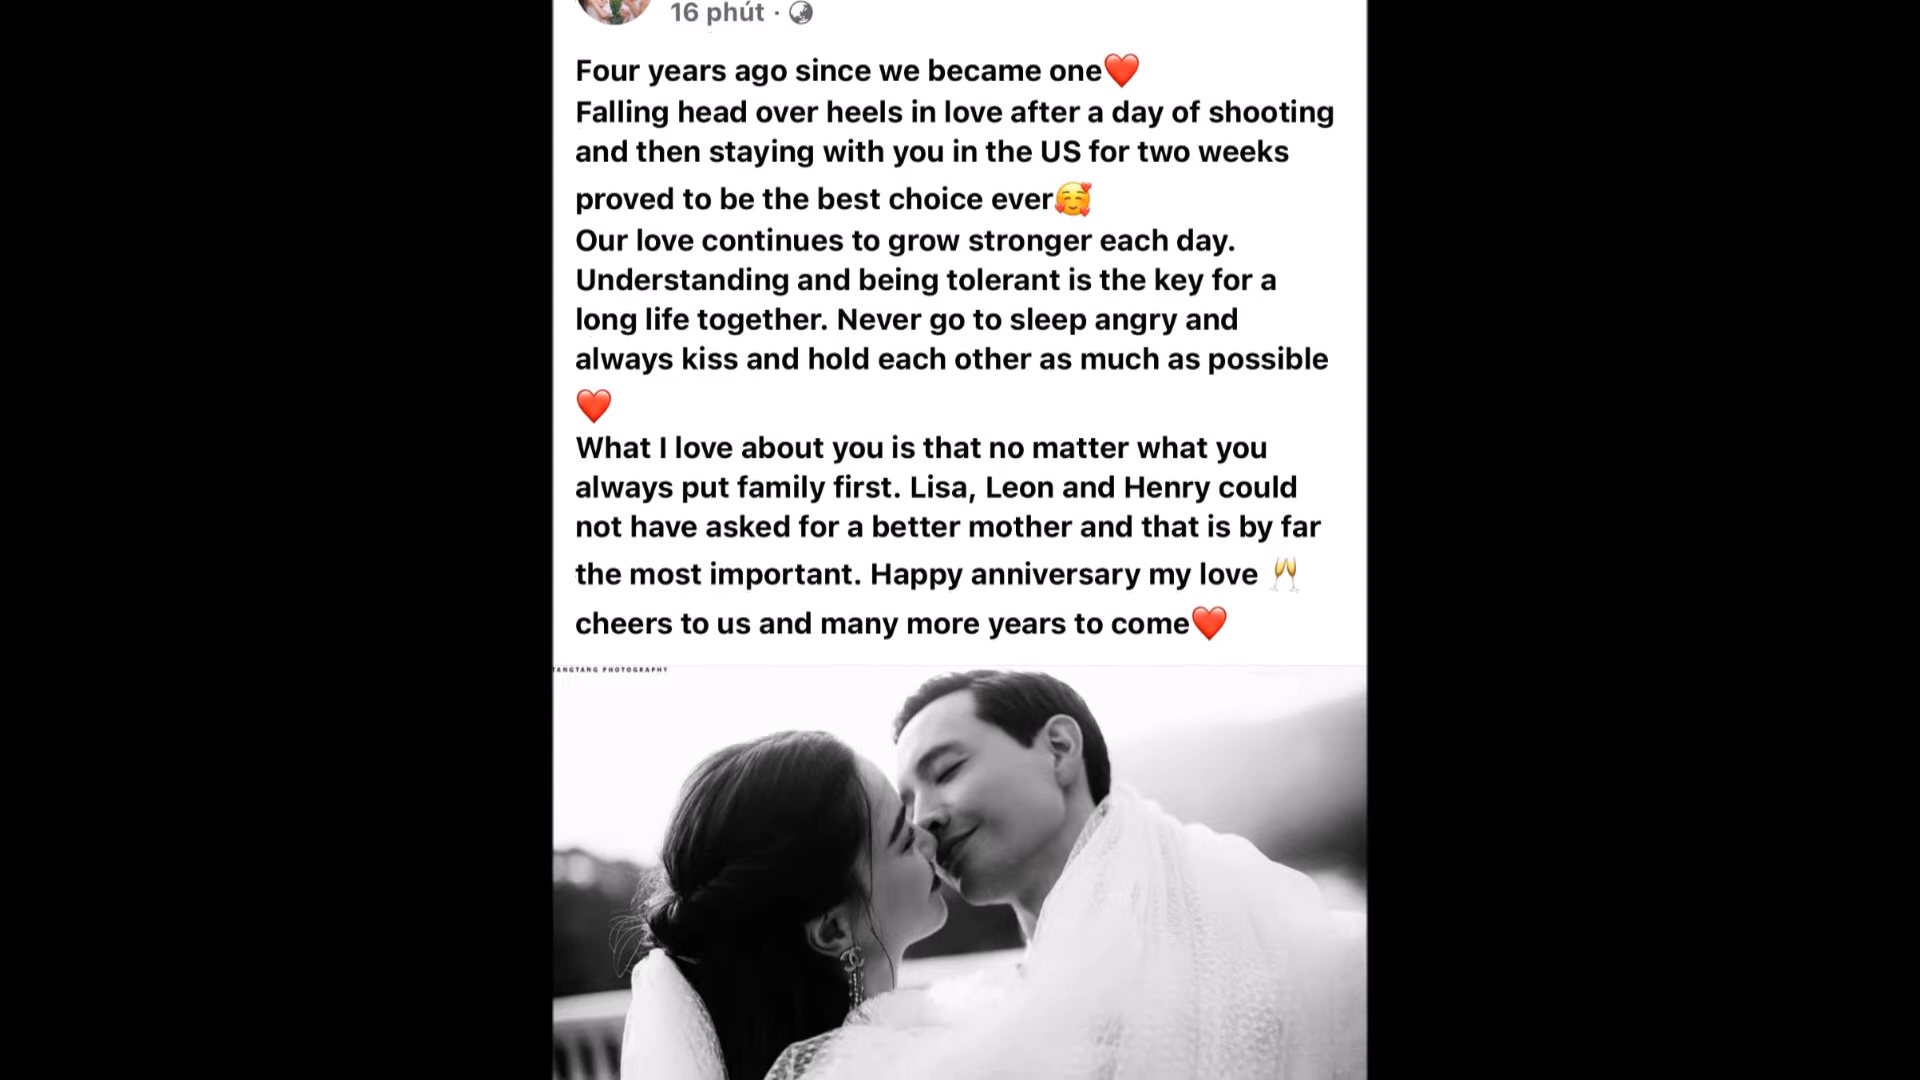 16 phút ·
Four years ago since we became one❤️
Falling head over heels in love after a day of shooting
and then staying with you in the US for two weeks
proved to be the best choice ever🥰
Our love continues to grow stronger each day.
Understanding and being tolerant is the key for a
long life together. Never go to sleep angry and
always kiss and hold each other as much as possible
❤️
What I love about you is that no matter what you
always put family first. Lisa, Leon and Henry could
not have asked for a better mother and that is by far
the most important. Happy anniversary my love 🥂
cheers to us and many more years to come❤️
TANGTANG PHOTOGRAPHY